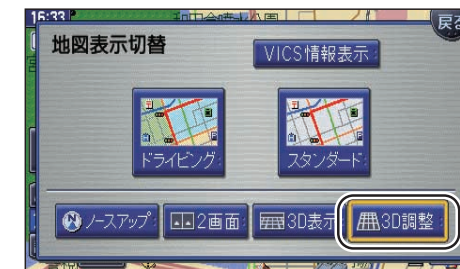 16:33
戻る
地図表示切替
VICS情報表示
ドライビング
スタンダード
ノースアップ
2画面
3D表示
3D調整